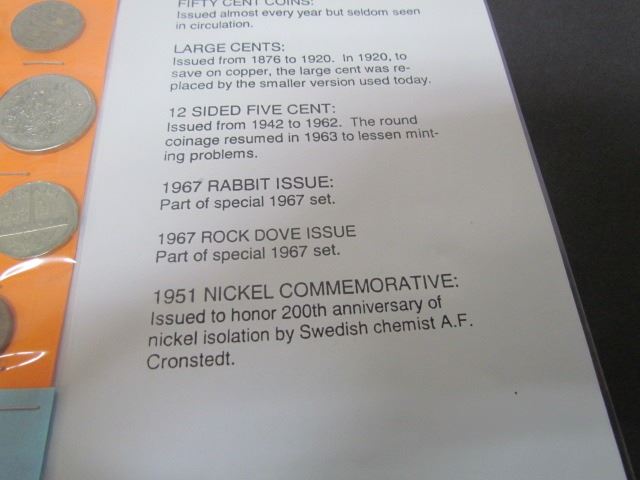 FIFTY CENT COINS:
Issued almost every year but seldom seen
in circulation.
LARGE CENTS:
Issued from 1876 to 1920. In 1920, to
save on copper, the large cent was re-
placed by the smaller version used today.
12 SIDED FIVE CENT:
Issued from 1942 to 1962. The round
coinage resumed in 1963 to lessen mint-
ing problems.
1967 RABBIT ISSUE:
Part of special 1967 set.
1967 ROCK DOVE ISSUE
Part of special 1967 set.
1951 NICKEL COMMEMORATIVE:
Issued to honor 200th anniversary of
nickel isolation by Swedish chemist A.F.
Cronstedt.